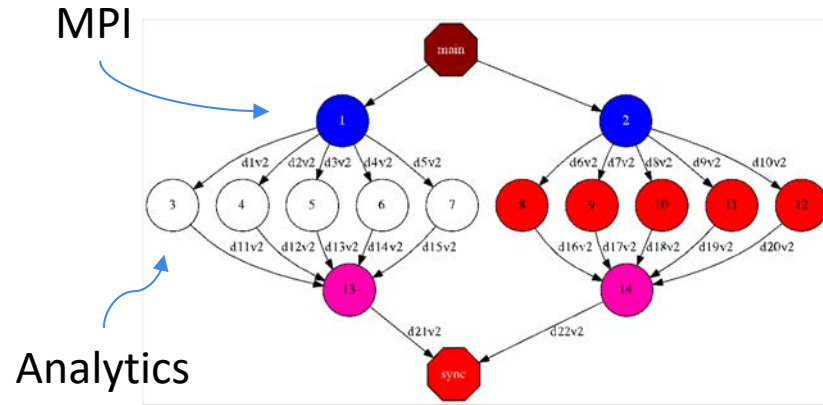 MPI
main
1
2
d1v2 d2v2 d3v2 d4v2 d5v2
d6v2 d7v2 d8v2 d9v2 d10v2
3 4 5 6 7
8 9 10 11 12
d11v2 d12v2 d13v2 d14v2 d15v2
d16v2 d17v2 d18v2 d19v2 d20v2
13
14
d21v2
d22v2
Analytics
sync